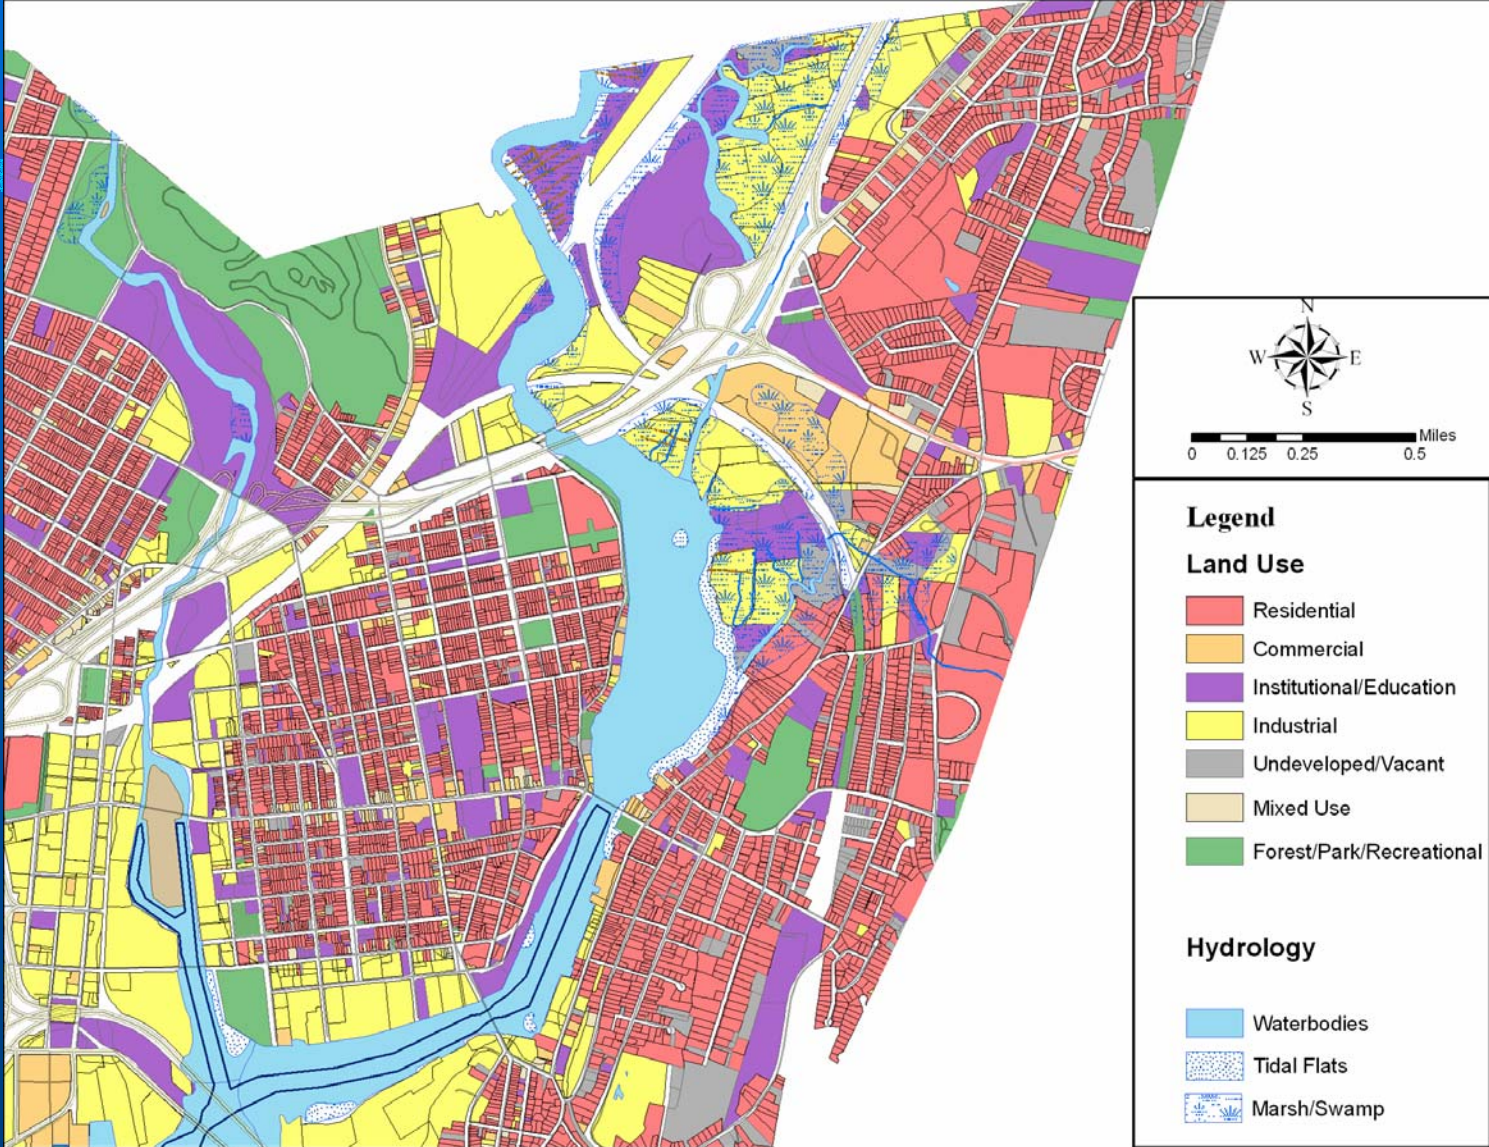 N
W E
S
Miles
0 0.125 0.25 0.5
Legend
Land Use
Residential
Commercial
Institutional/Education
Industrial
Undeveloped/Vacant
Mixed Use
Forest/Park/Recreational
Hydrology
Waterbodies
Tidal Flats
Marsh/Swamp